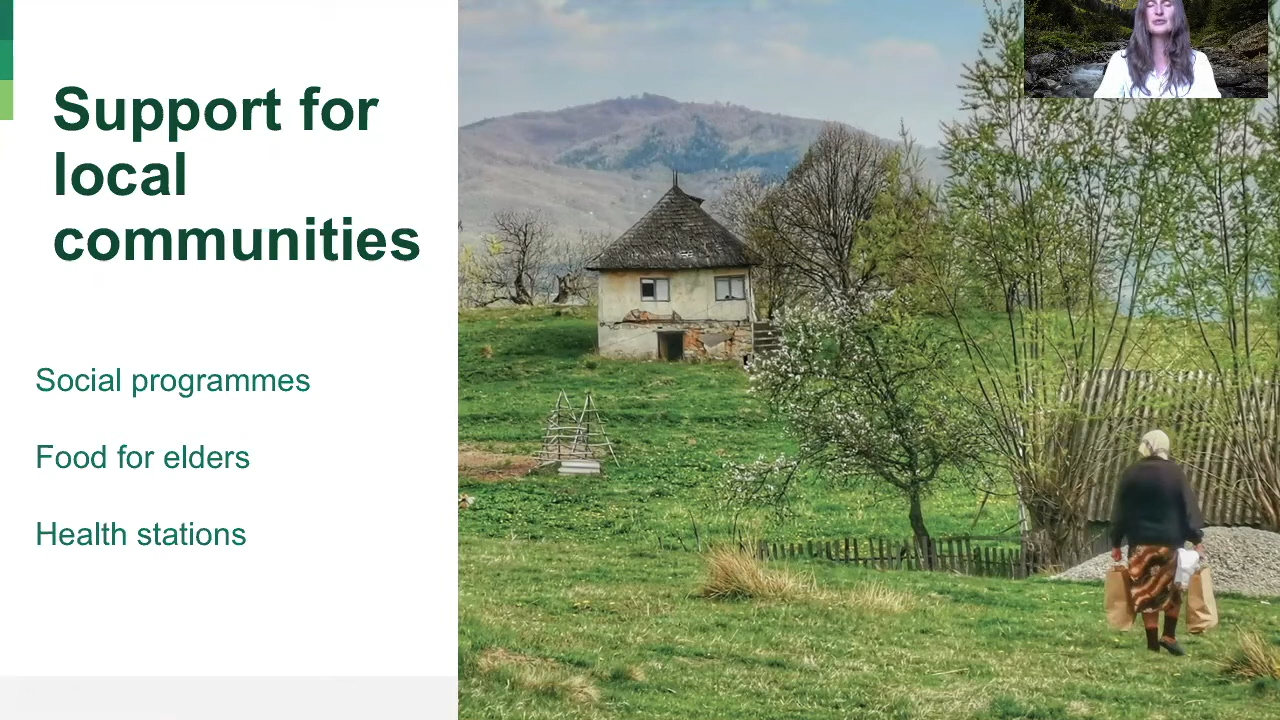 Support for
local
communities
Social programmes
Food for elders
Health stations